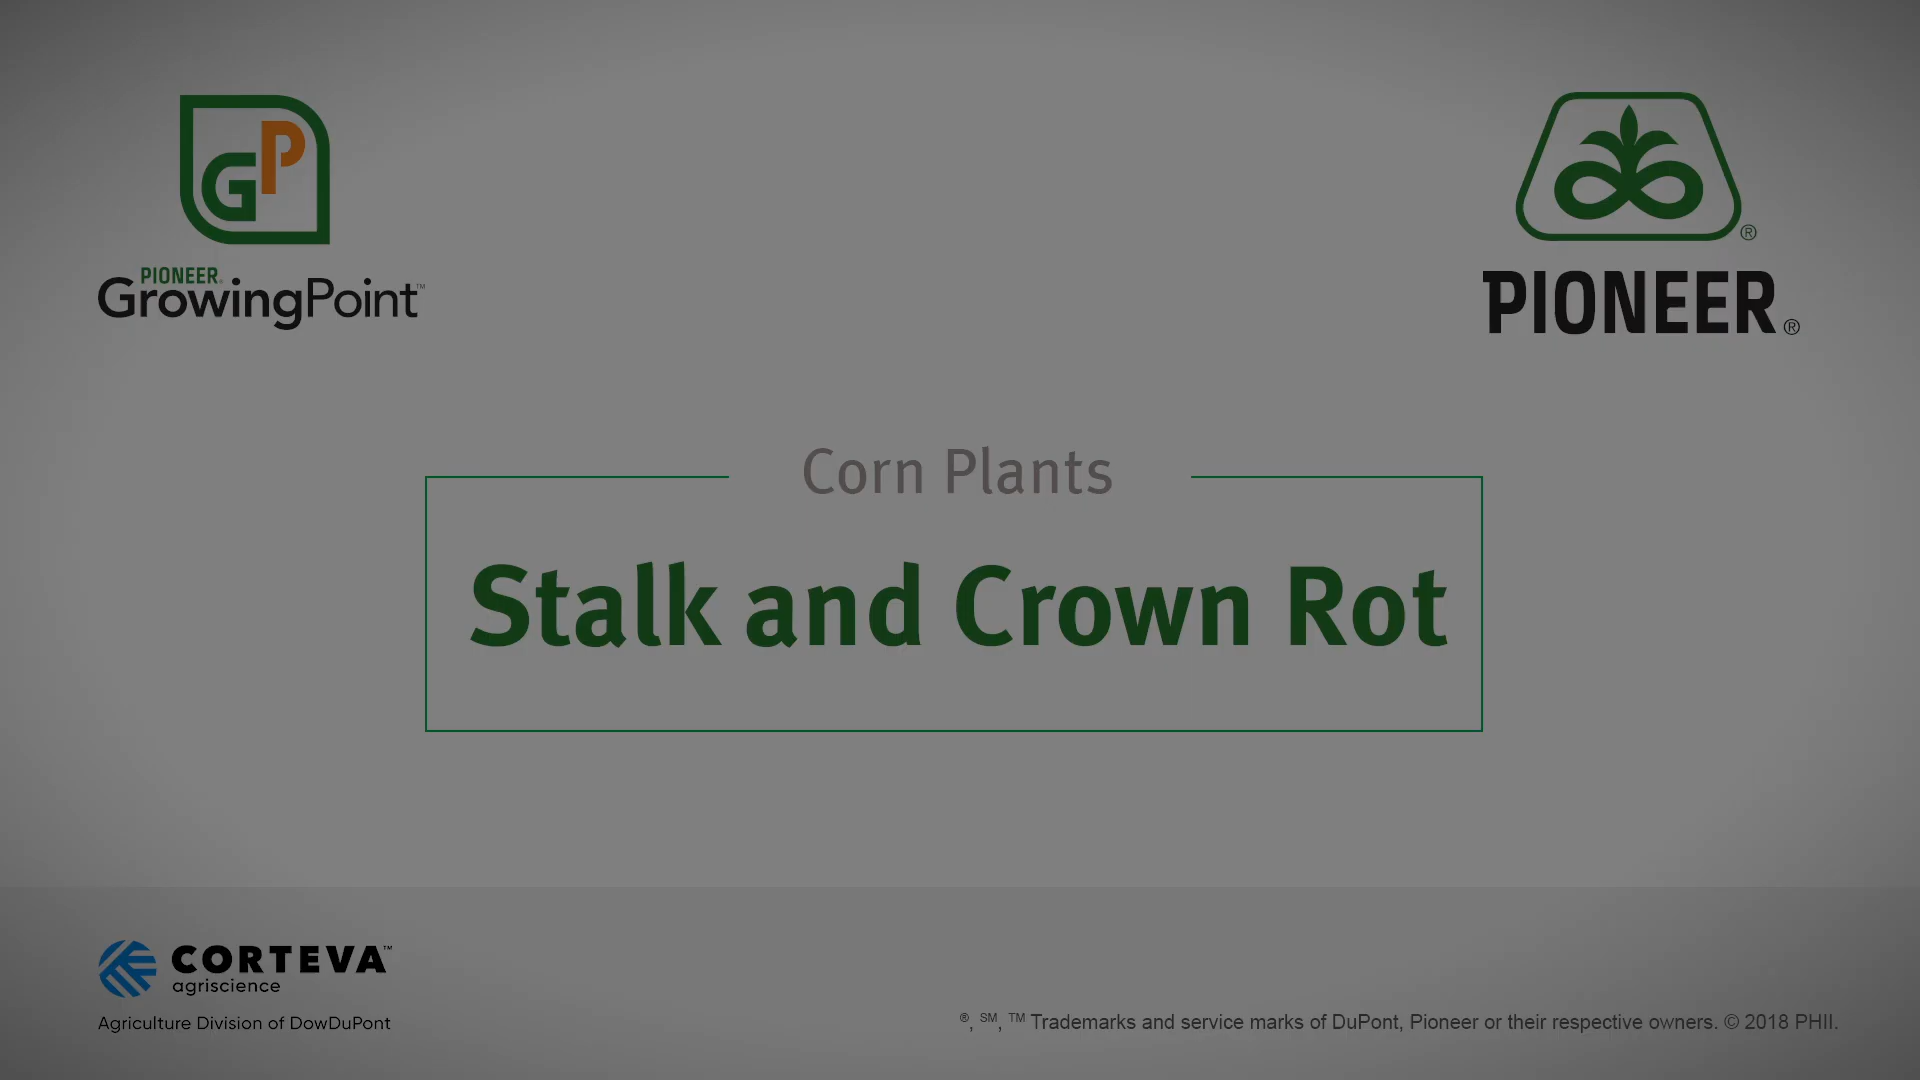 GP
PIONEER®
GrowingPoint™
®
PIONEER®
Corn Plants
Stalk and Crown Rot
CORTEVA™
agriscience
Agriculture Division of DowDuPont
®, SM, TM Trademarks and service marks of DuPont, Pioneer or their respective owners. © 2018 PHII.